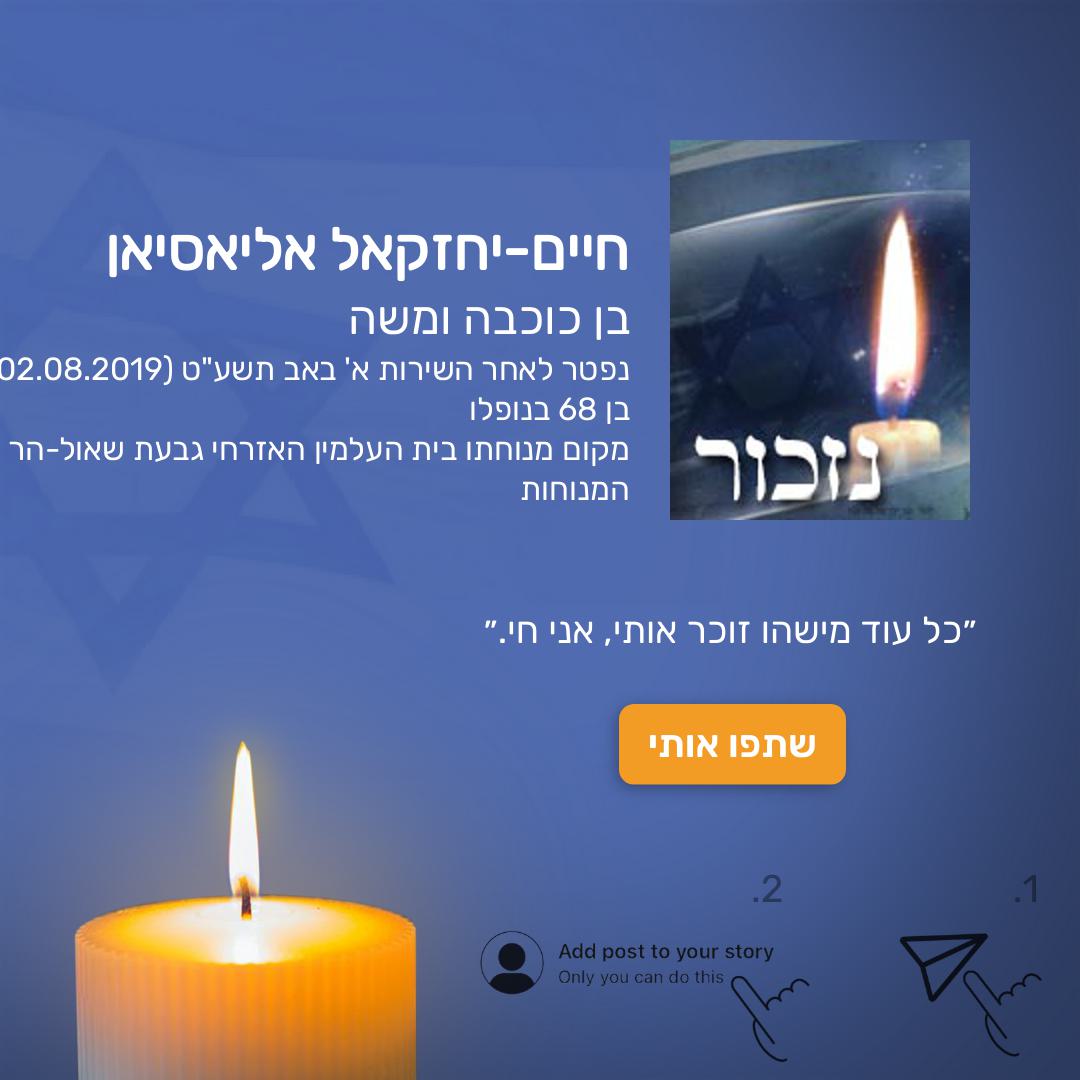 חיים-יחזקאל אליאסיאן
בן כוכבה ומשה
נפטר לאחר השירות א' באב תשע"ט (02.08.2019
בן 68 בנופלו
מקום מנוחתו בית העלמין האזרחי גבעת שאול-הר
המנוחות
נזכור
״כל עוד מישהו זוכר אותי, אני חי.״
שתפו אותי
.1
.2
Add post to your story
Only you can do this